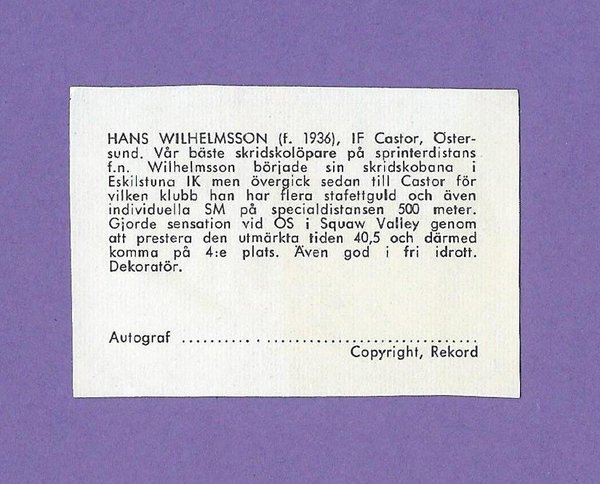 HANS WILHELMSSON (f. 1936), IF Castor, Öster-
sund. Vår bäste skridskolöpare på sprinterdistans
f.n. Wilhelmsson började sin skridskobana i
Eskilstuna IK men övergick sedan till Castor för
vilken klubb han har flera stafettguld och även
individuella SM på specialdistansen 500 meter.
Gjorde sensation vid OS i Squaw Valley genom
att prestera den utmärkta tiden 40,5 och därmed
komma på 4:e plats. Även god i fri idrott.
Dekoratör.
Autograf ................................................
Copyright, Rekord